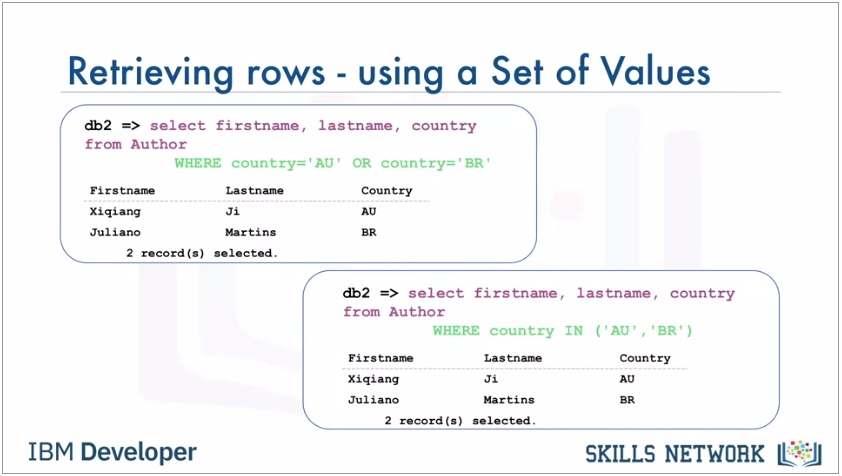 Retrieving rows - using a Set of Values
db2 => select firstname, lastname, country
from Author
WHERE country='AU' OR country='BR'
Firstname Lastname Country
Xiqiang Ji AU
Juliano Martins BR
2 record(s) selected.
db2 => select firstname, lastname, country
from Author
WHERE country IN ('AU','BR')
Firstname Lastname Country
Xiqiang Ji AU
Juliano Martins BR
2 record(s) selected.
IBM Developer
SKILLS NETWORK